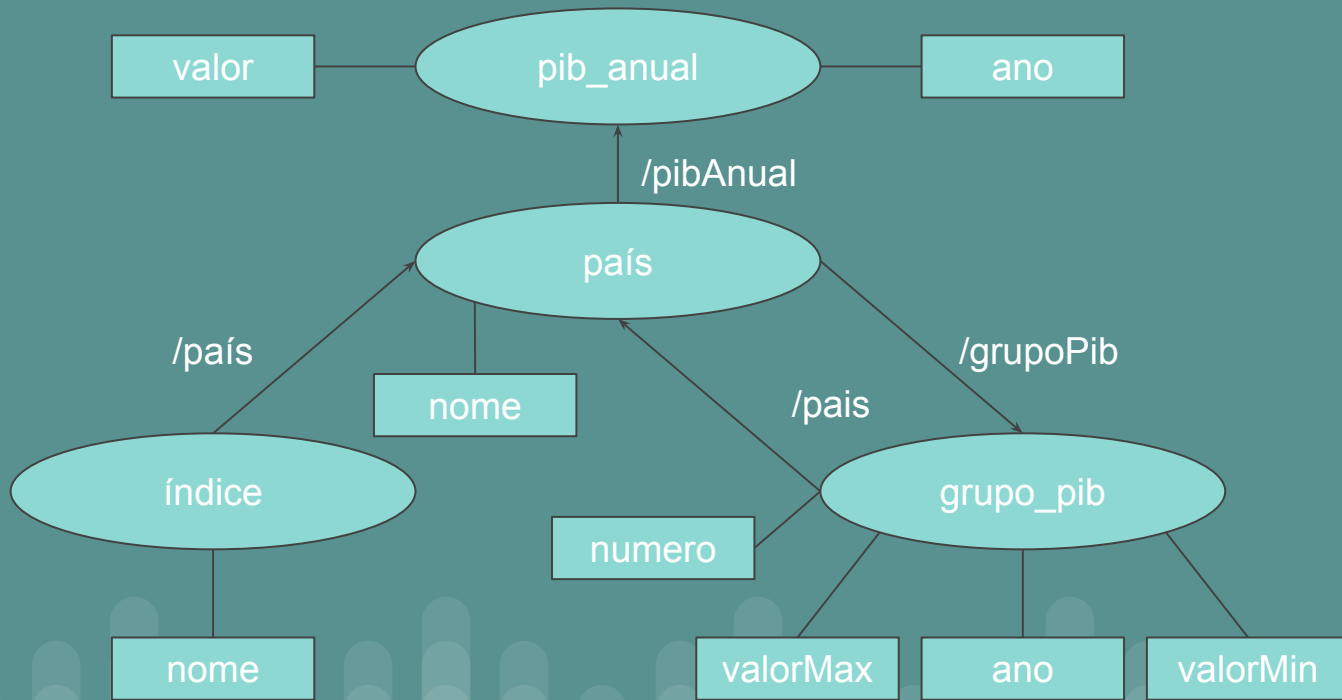 valor
pib_anual
ano
/pibAnual
país
/país
/grupoPib
nome
/pais
índice
grupo_pib
numero
nome
valorMax
ano
valorMin